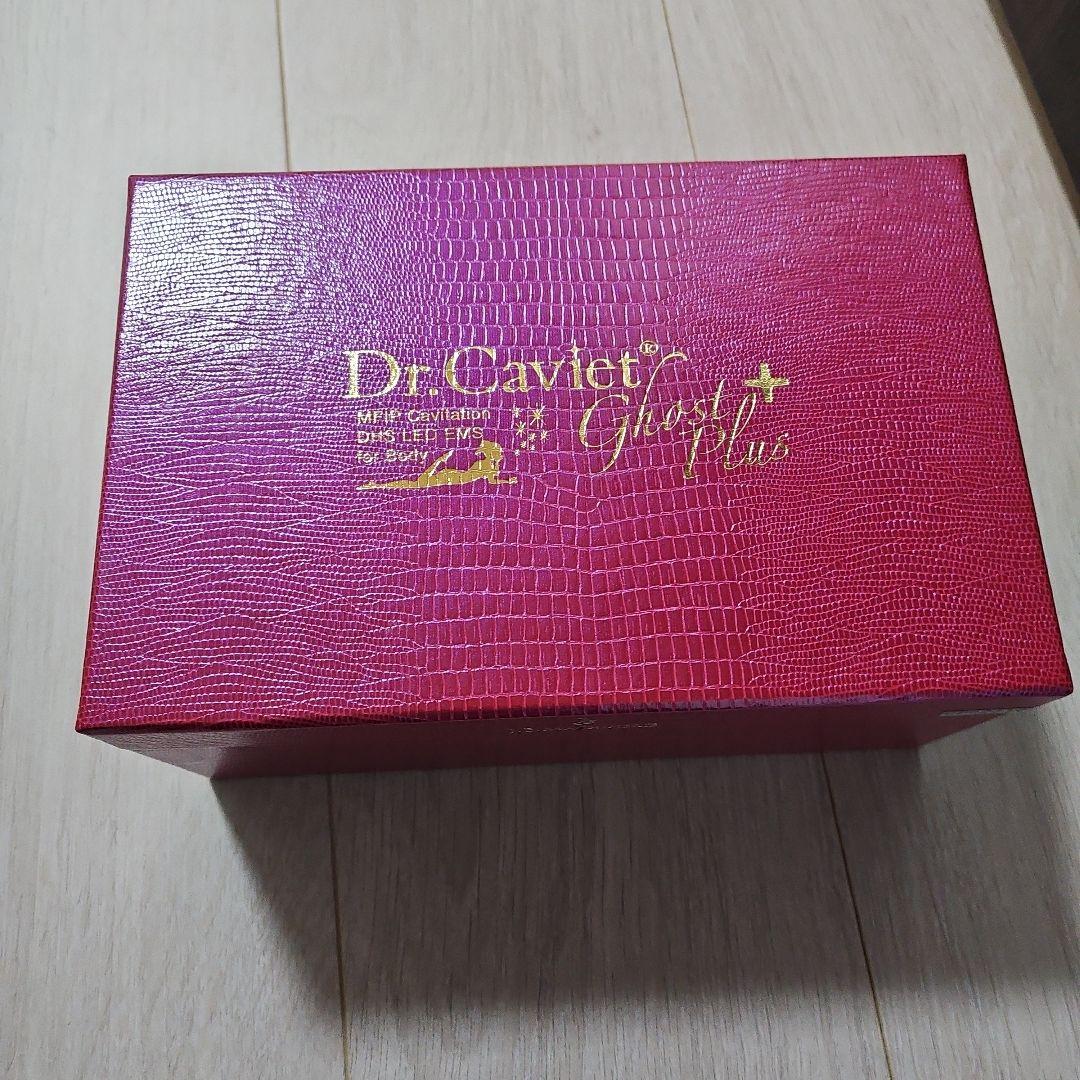 Dr. Caviet®
MFIP Cavitation
DHS LED EMS
for Body
Ghost
Plus+